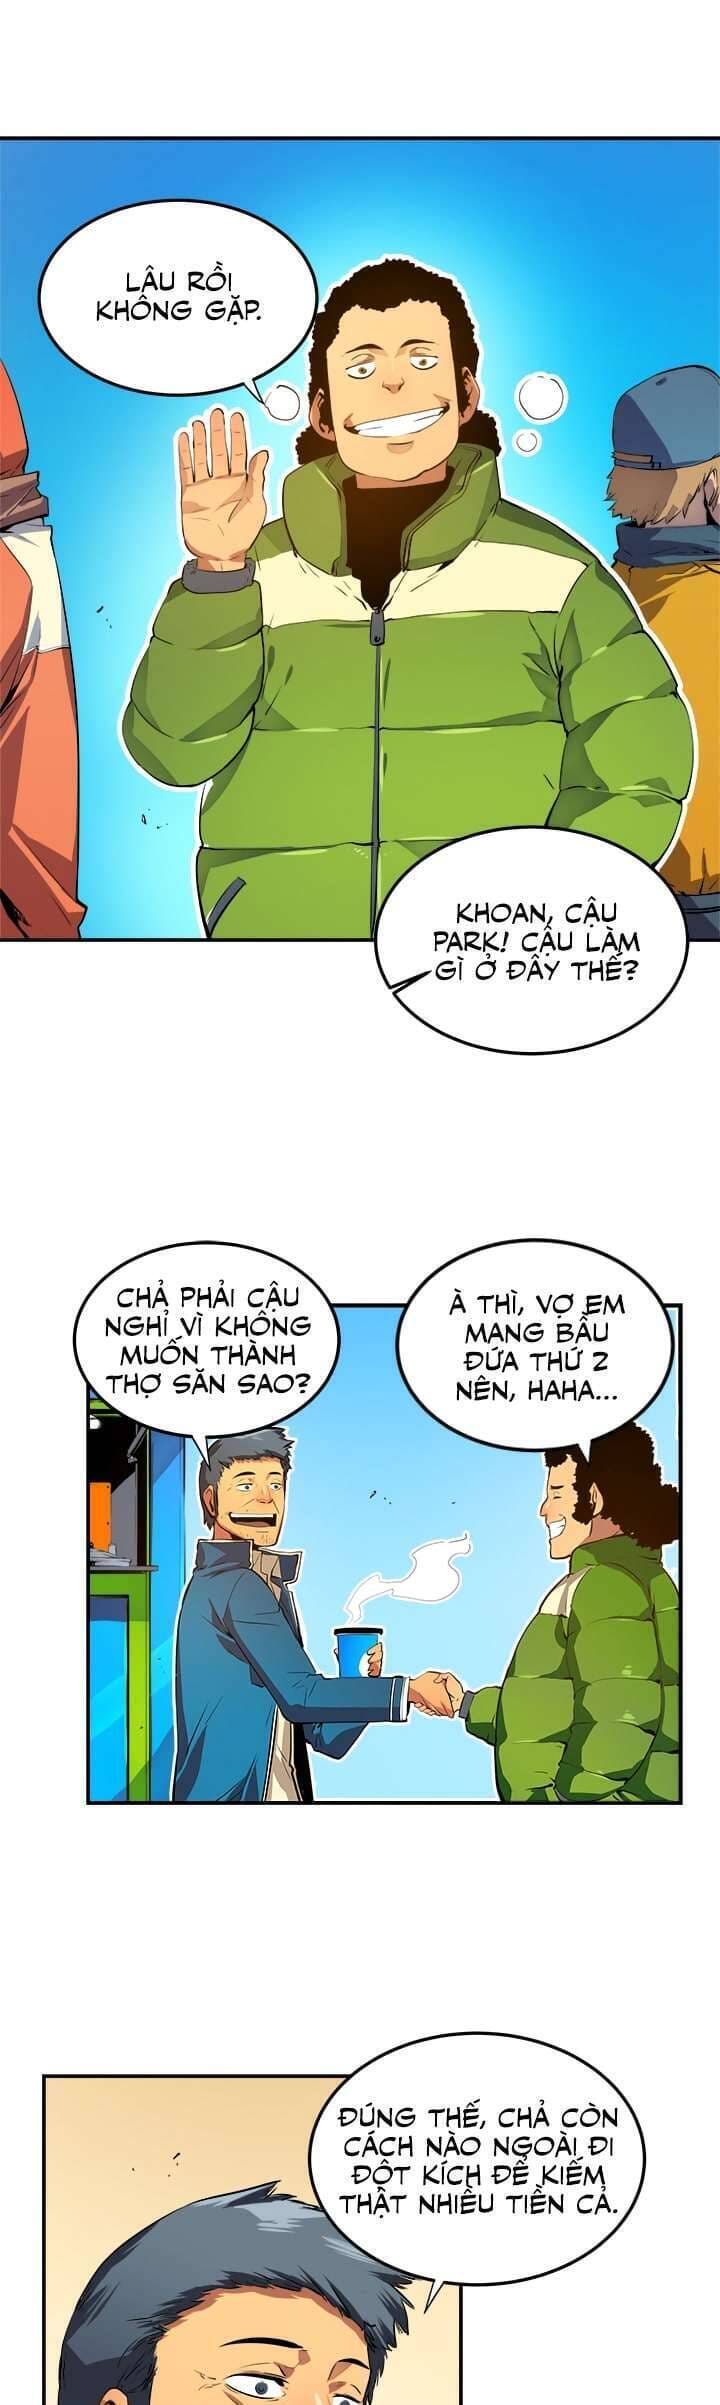 LÂU RỒI
KHÔNG GẶP.
KHOAN, CẬU
PARK! CẬU LÀM
GÌ Ở ĐÂY THẾ?
CHẢ PHẢI CẬU
NGHỈ VÌ KHÔNG
MUỐN THÀNH
THỢ SĂN SAO?
À THÌ, VỢ EM
MANG BẦU
ĐỨA THỨ 2
NÊN, HAHA...
ĐÚNG THẾ, CHẢ CÒN
CÁCH NÀO NGOÀI ĐI
ĐỘT KÍCH ĐỂ KIẾM
THẬT NHIỀU TIỀN CẢ.